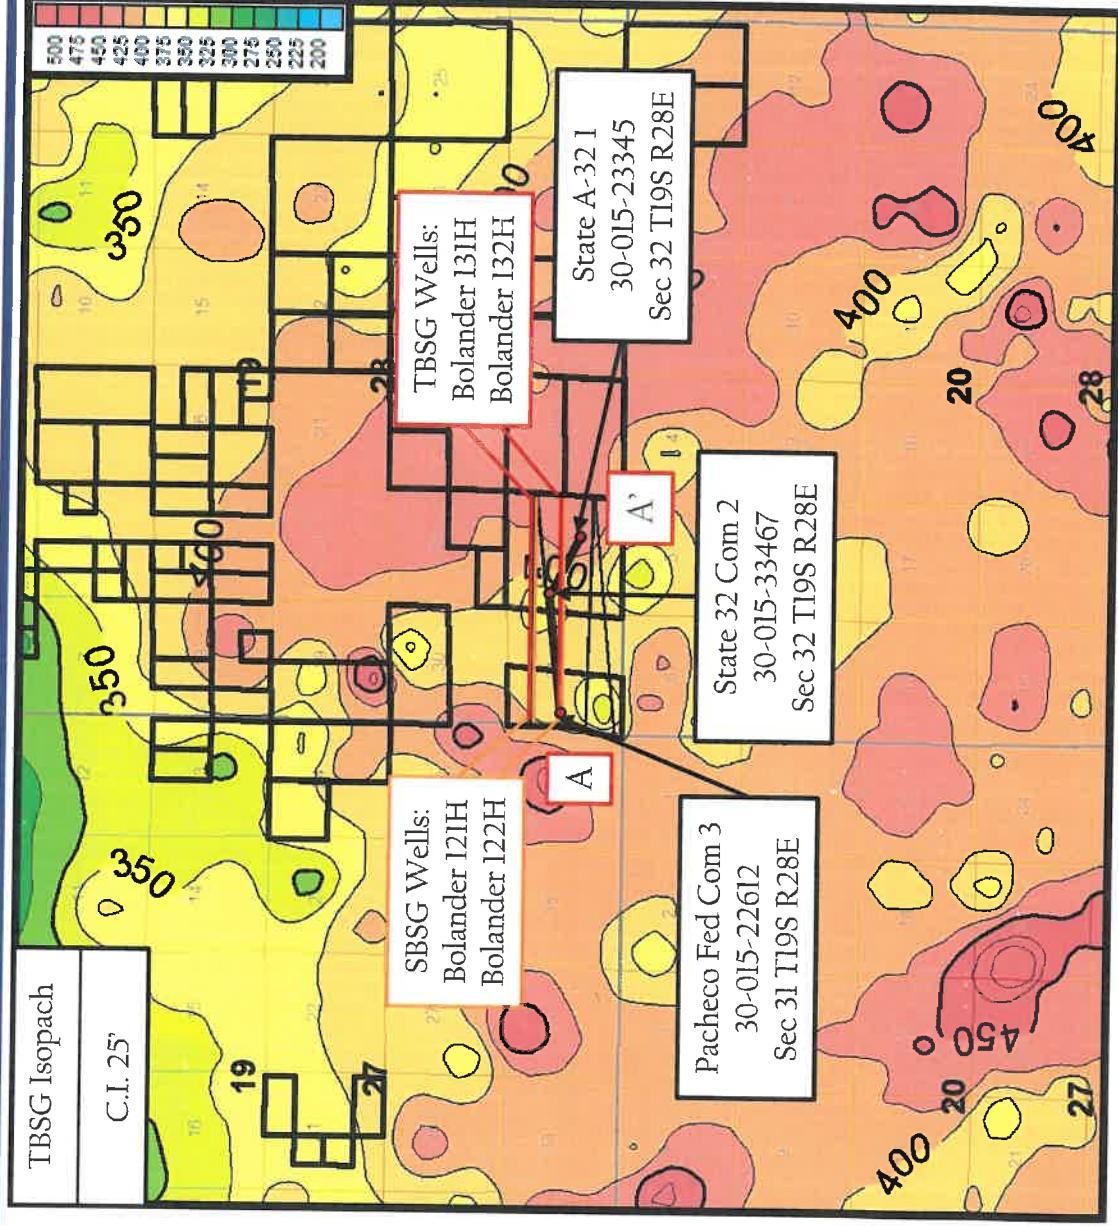 TBSG Isopach
C.I. 25'
500
475
450
425
400
375
350
325
300
275
250
225
200
TBSG Wells:
Bolander 131H
Bolander 132H
State A-32 1
30-015-23345
Sec 32 T19S R28E
SBSG Wells:
Bolander 121H
Bolander 122H
A
A'
State 32 Com 2
30-015-33467
Sec 32 T19S R28E
Pacheco Fed Com 3
30-015-22612
Sec 31 T19S R28E
350
350
350
400
400
400
400
450
19
27
19
28
20
27
20
28